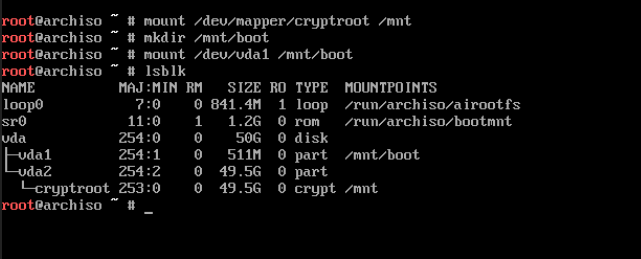 root@archiso ~ # mount /dev/mapper/cryptroot /mnt
root@archiso ~ # mkdir /mnt/boot
root@archiso ~ # mount /dev/vda1 /mnt/boot
root@archiso ~ # lsblk
NAME          MAJ:MIN RM   SIZE RO TYPE  MOUNTPOINTS
loop0           7:0    0 841.4M  1 loop  /run/archiso/airootfs
sr0            11:0    1   1.2G  0 rom   /run/archiso/bootmnt
vda           254:0    0    50G  0 disk
├─vda1        254:1    0   511M  0 part  /mnt/boot
└─vda2        254:2    0  49.5G  0 part
  └─cryptroot 253:0    0  49.5G  0 crypt /mnt
root@archiso ~ # _